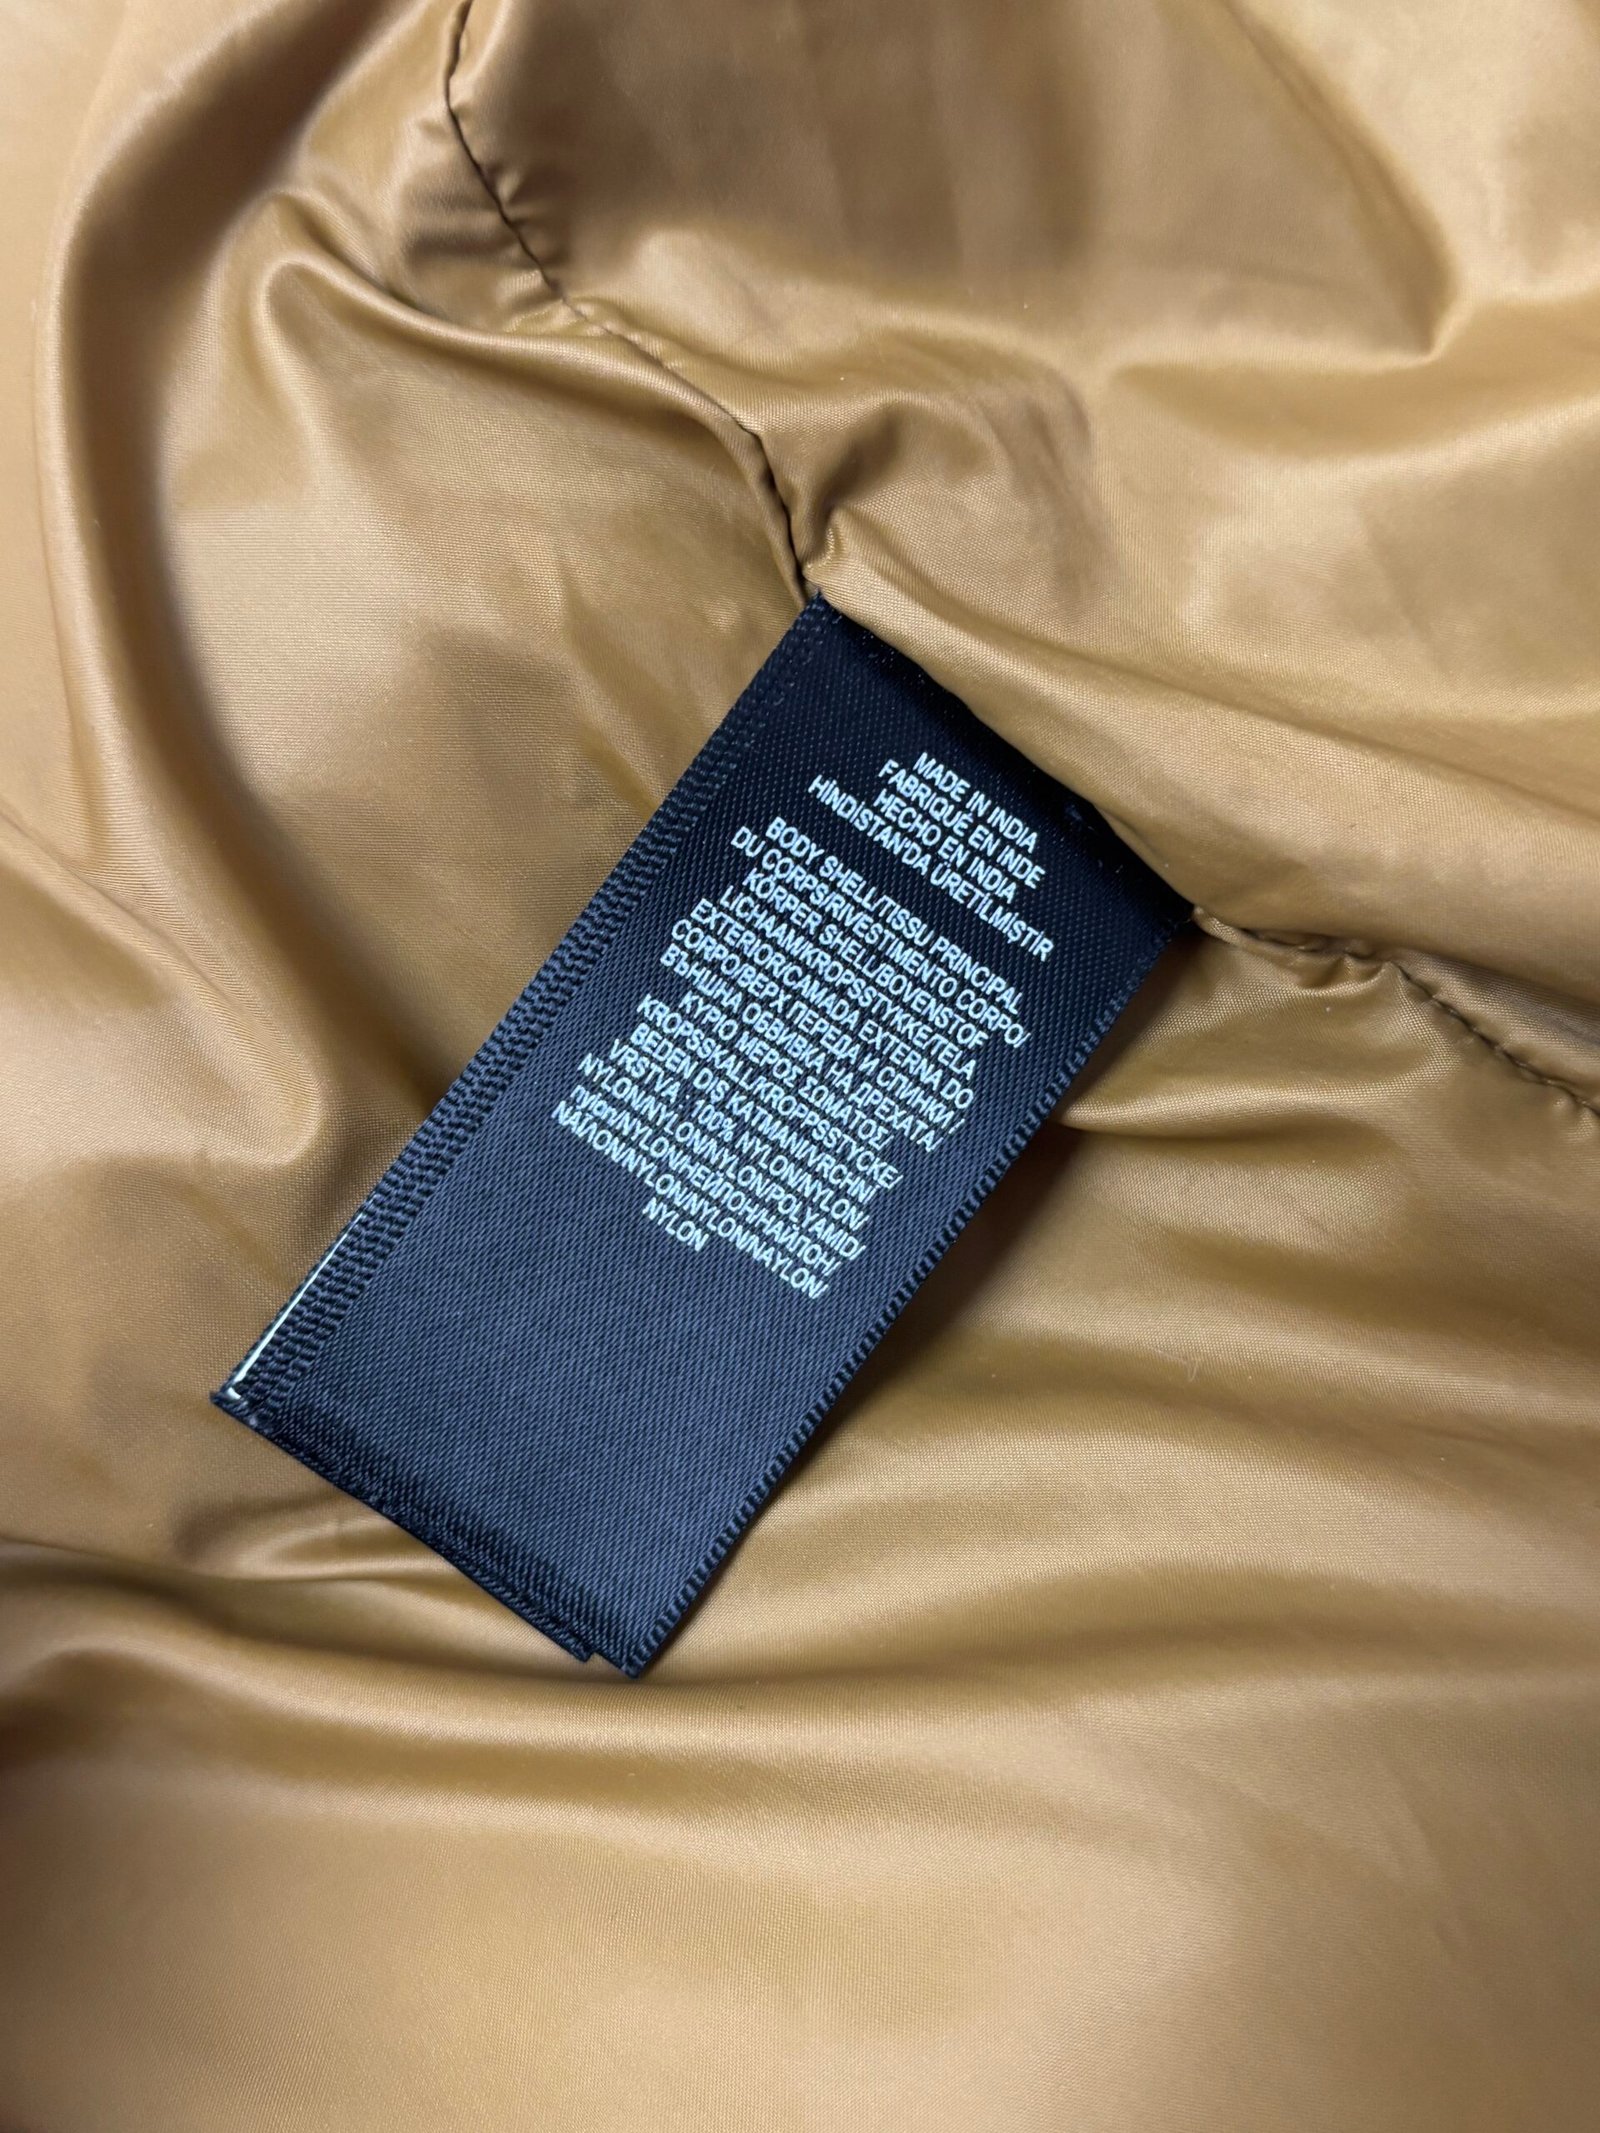 MADE IN INDIA
FABRIQUÉ EN INDE
HECHO EN INDIA
HİNDİSTAN'DA ÜRETİLMİŞTİR
BODY SHELL/TISSU PRINCIPAL
DU CORPS/RIVESTIMENTO CORPO/
KÖRPER SHELL/BOVENSTOF
LICHAAM/KROPSSTYKKE/TELA
EXTERIOR/CAMADA EXTERNA DO
CORPO/ВЕРХ ПЕРЕДА И СПИНКИ/
ВЪНШНА ОБВИВКА НА ДРЕХАТА/
ΚΥΡΙΟ ΜΕΡΟΣ ΣΩΜΑΤΟΣ/
KROPSSKALL/KROPPSSTYCKE/
BEDEN DIŞ KATMANI/VRCHNÍ
VRSTVA 100% NYLON/NYLON/
NYLON/NYLON/NYLON/POLYAMID/
nylon/NYLON/НЕЙЛОН/НАЙЛОН/
ΝΑΪΛΟΝ/NYLON/NYLON/NAYLON/
NYLON